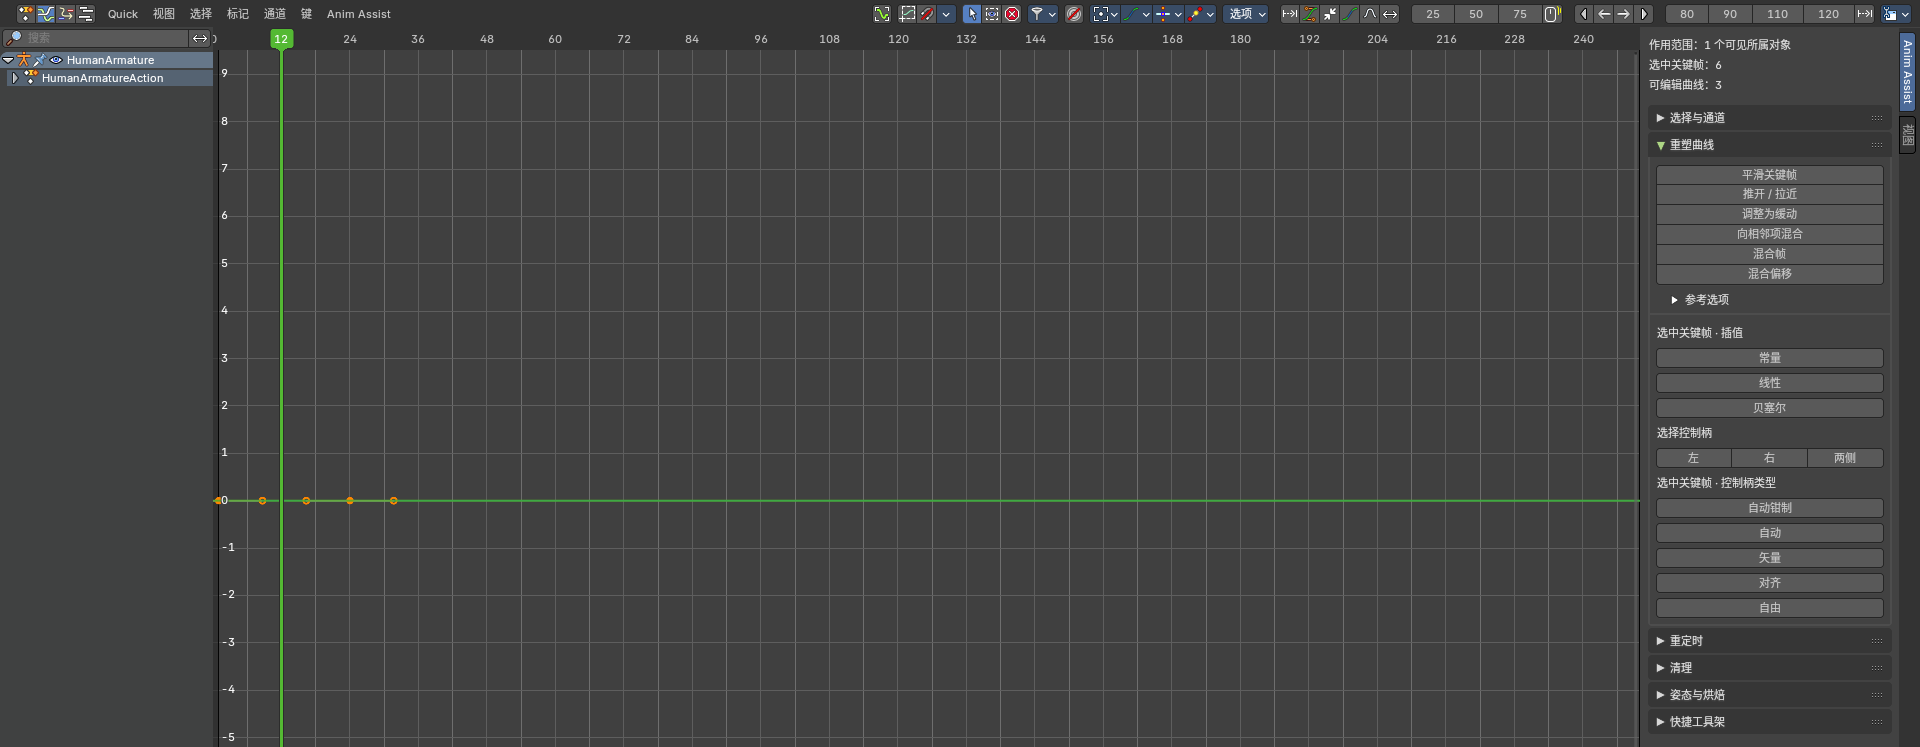 Quick 视图 选择 标记 通道 键 Anim Assist 选项 25 50 75 80 90 110 120
搜索
12 24 36 48 60 72 84 96 108 120 132 144 156 168 180 192 204 216 228 240
HumanArmature
HumanArmatureAction
9
8
7
6
5
4
3
2
1
0
-1
-2
-3
-4
-5
作用范围: 1 个可见所属对象
选中关键帧: 6
可编辑曲线: 3
选择与通道
重塑曲线
平滑关键帧
推开 / 拉近
调整为缓动
向相邻项混合
混合帧
混合偏移
参考选项
选中关键帧 · 插值
常量
线性
贝塞尔
选择控制柄
左 右 两侧
选中关键帧 · 控制柄类型
自动钳制
自动
矢量
对齐
自由
重定时
清理
姿态与烘焙
快捷工具架
Anim Assist
视图